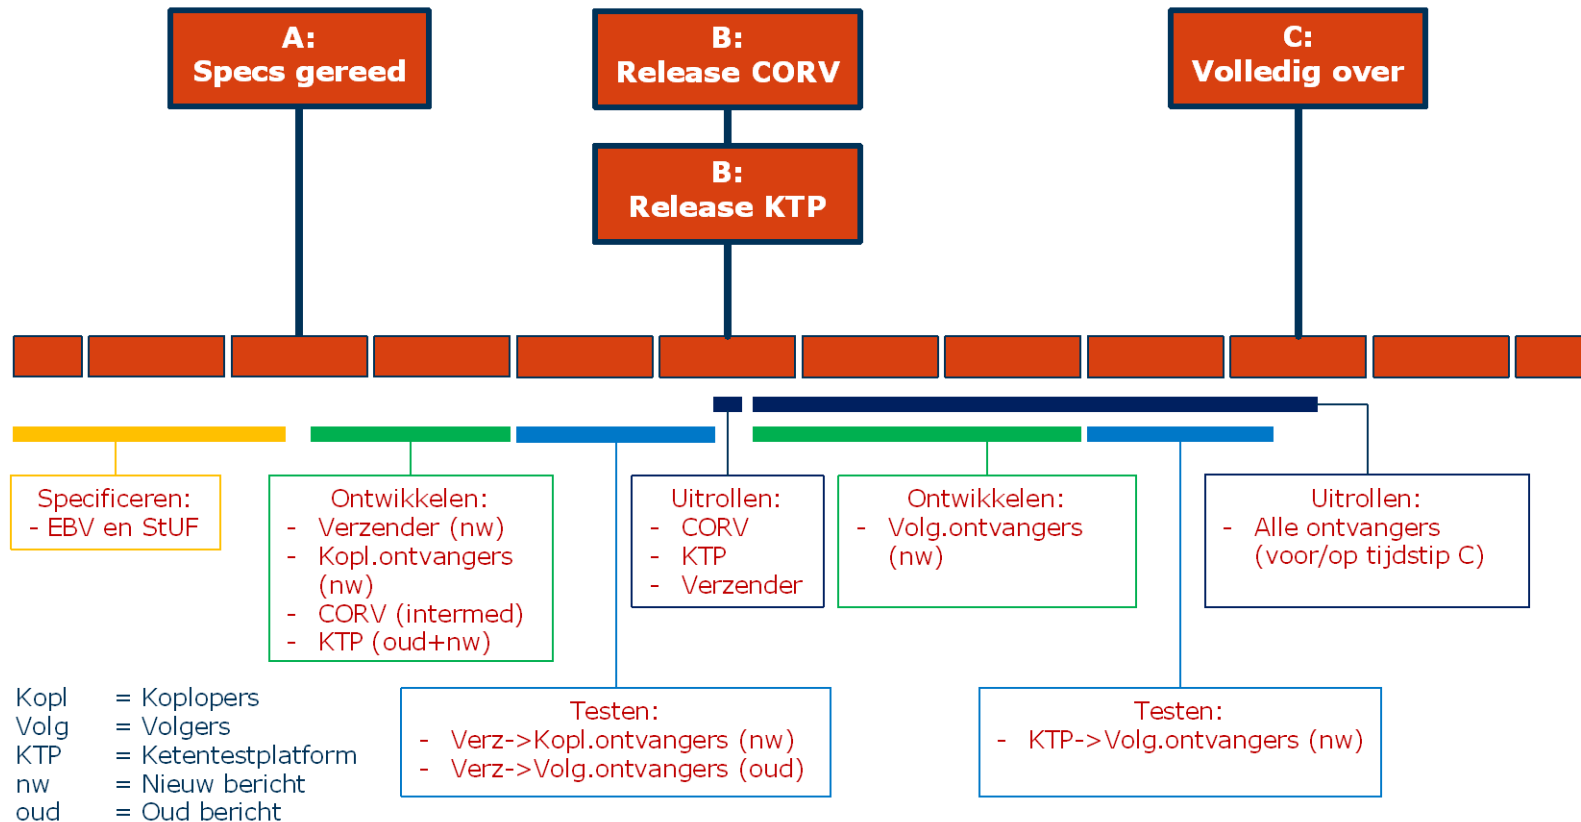 A:
Specs gereed
B:
Release CORV
C:
Volledig over
B:
Release KTP
Specificeren:
- EBV en StUF
Ontwikkelen:
- Verzender (nw)
- Kopl.ontvangers
(nw)
- CORV (intermed)
- KTP (oud+nw)
Uitrollen:
- CORV
- KTP
- Verzender
Ontwikkelen:
- Volg.ontvangers
(nw)
Uitrollen:
- Alle ontvangers
(voor/op tijdstip C)
Testen:
- Verz->Kopl.ontvangers (nw)
- Verz->Volg.ontvangers (oud)
Testen:
- KTP->Volg.ontvangers (nw)
Kopl = Koplopers
Volg = Volgers
KTP = Ketentestplatform
nw = Nieuw bericht
oud = Oud bericht